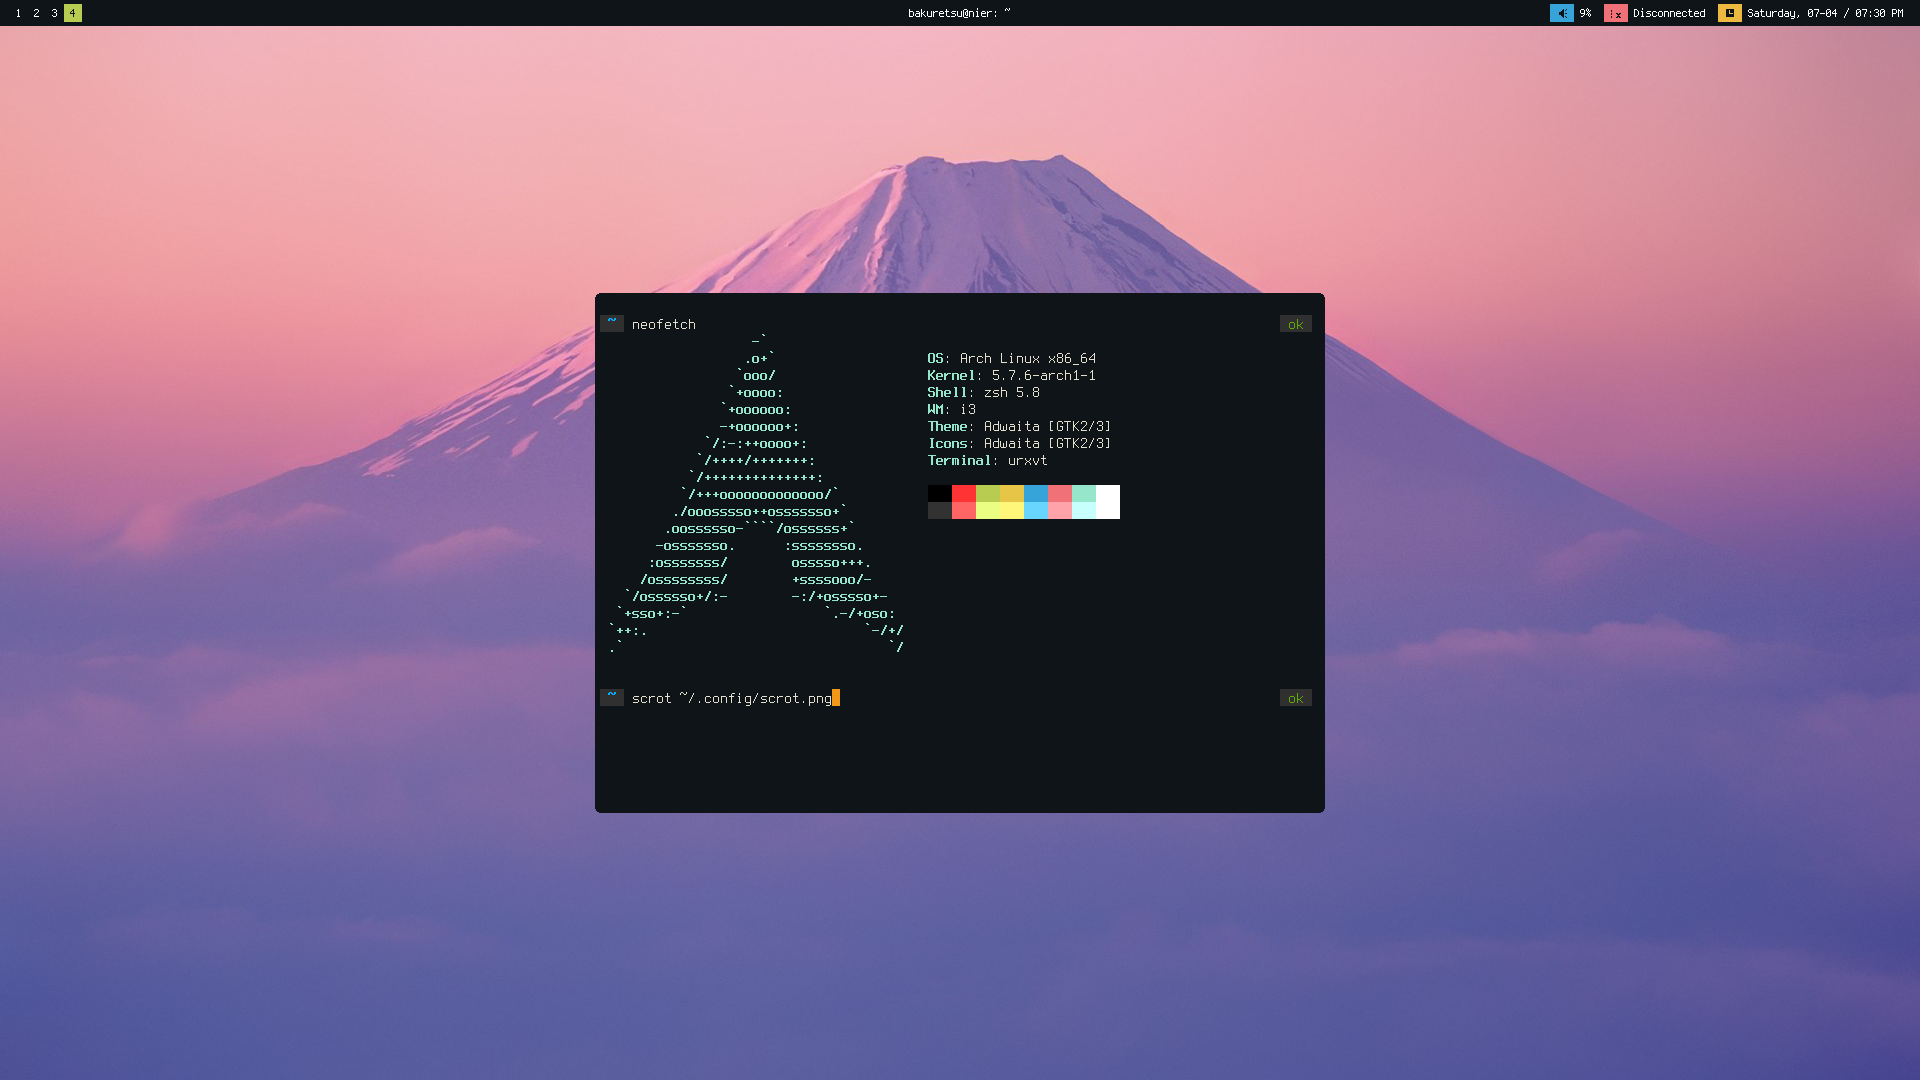 1 2 3 4
bakuretsu@nier: ~
9% Disconnected Saturday, 07-04 / 07:30 PM
~ neofetch ok
-`
.o+`
`ooo/
`+oooo:
`+oooooo:
-+oooooo+:
`/:-:++oooo+:
`/++++/+++++++:
`/++++++++++++++:
`/+++ooooooooooooo/`
./ooosssso++osssssso+`
.oossssso-````/ossssss+`
-osssssso. :ssssssso.
:osssssss/ osssso+++.
/ossssssss/ +ssssooo/-
`/ossssso+/:- -:/+osssso+-
`+sso+:-` `.-/+oso:
`++:. `-/+/
.` `/
OS: Arch Linux x86_64
Kernel: 5.7.6-arch1-1
Shell: zsh 5.8
WM: i3
Theme: Adwaita [GTK2/3]
Icons: Adwaita [GTK2/3]
Terminal: urxvt
~ scrot ~/.config/scrot.png ok